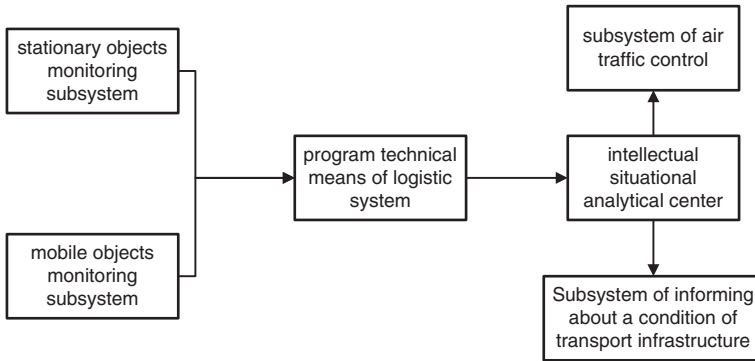 stationary objects
monitoring
subsystem
mobile objects
monitoring
subsystem
program technical
means of logistic
system
subsystem of air
traffic control
intellectual
situational
analytical center
Subsystem of informing
about a condition of
transport infrastructure